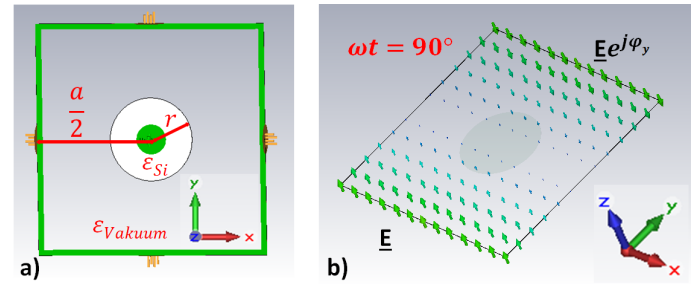 a/2
r
ε_Si
ε_Vakuum
y
z
x
a)
ωt = 90°
E̲e^{jφ_y}
E̲
z
y
x
b)